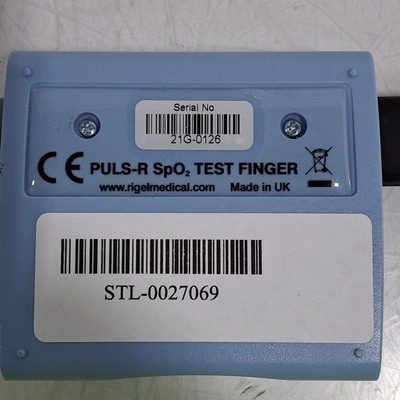 Serial No
21G-0126
CE PULS-R SpO₂ TEST FINGER
www.rigelmedical.com Made in UK
STL-0027069